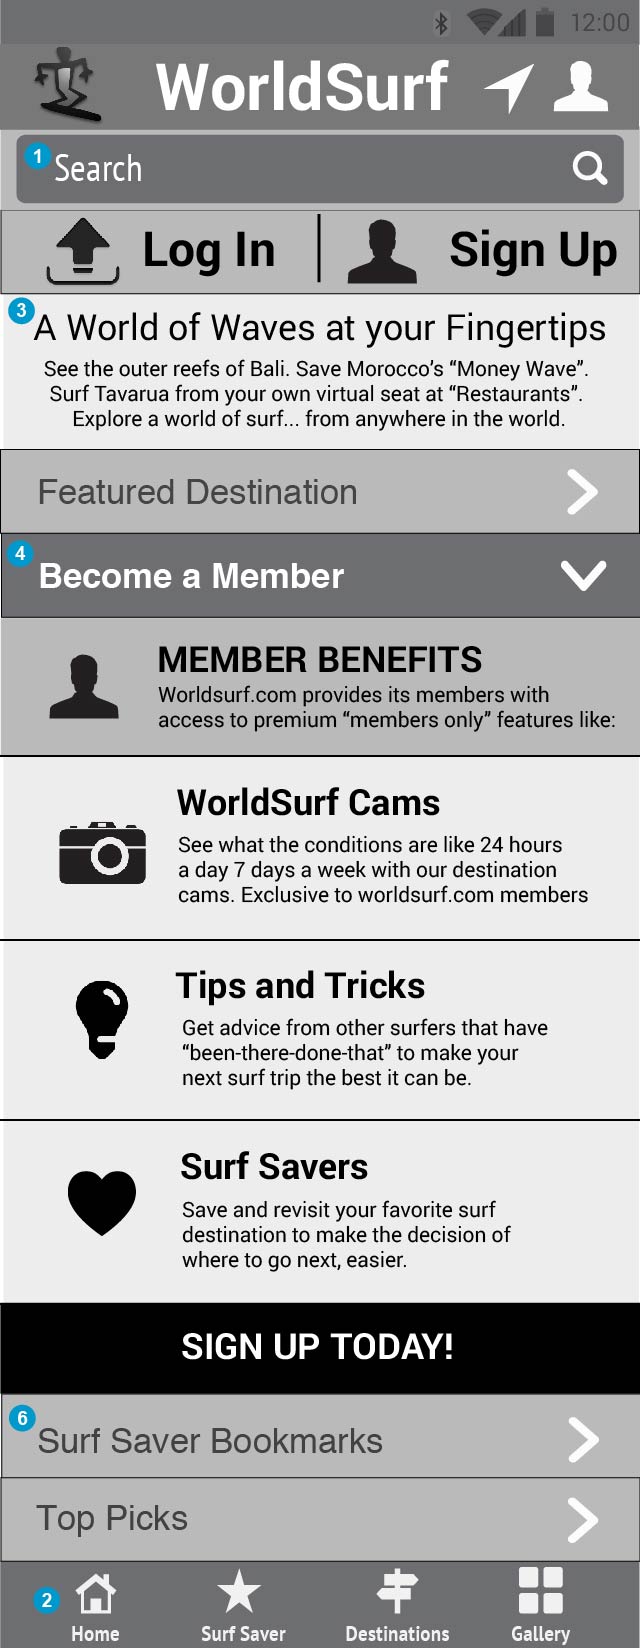 12:00
WorldSurf
1 Search
Log In Sign Up
3 A World of Waves at your Fingertips
See the outer reefs of Bali. Save Morocco’s “Money Wave”.
Surf Tavarua from your own virtual seat at “Restaurants”.
Explore a world of surf... from anywhere in the world.
Featured Destination
4 Become a Member
MEMBER BENEFITS
Worldsurf.com provides its members with
access to premium “members only” features like:
WorldSurf Cams
See what the conditions are like 24 hours
a day 7 days a week with our destination
cams. Exclusive to worldsurf.com members
Tips and Tricks
Get advice from other surfers that have
“been-there-done-that” to make your
next surf trip the best it can be.
Surf Savers
Save and revisit your favorite surf
destination to make the decision of
where to go next, easier.
SIGN UP TODAY!
6 Surf Saver Bookmarks
Top Picks
2 Home Surf Saver Destinations Gallery